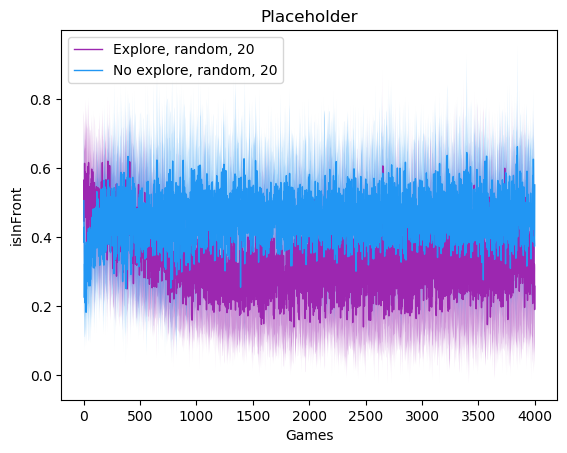 Placeholder
Explore, random, 20
No explore, random, 20
0.8
0.6
0.4
0.2
0.0
isInFront
0 500 1000 1500 2000 2500 3000 3500 4000
Games